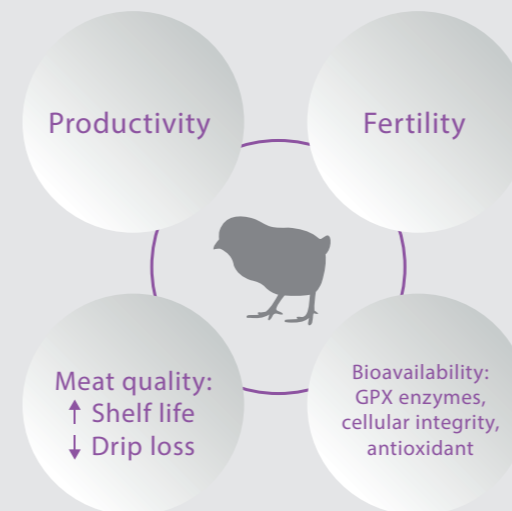 Productivity
Fertility
Meat quality:
↑ Shelf life
↓ Drip loss
Bioavailability:
GPX enzymes,
cellular integrity,
antioxidant